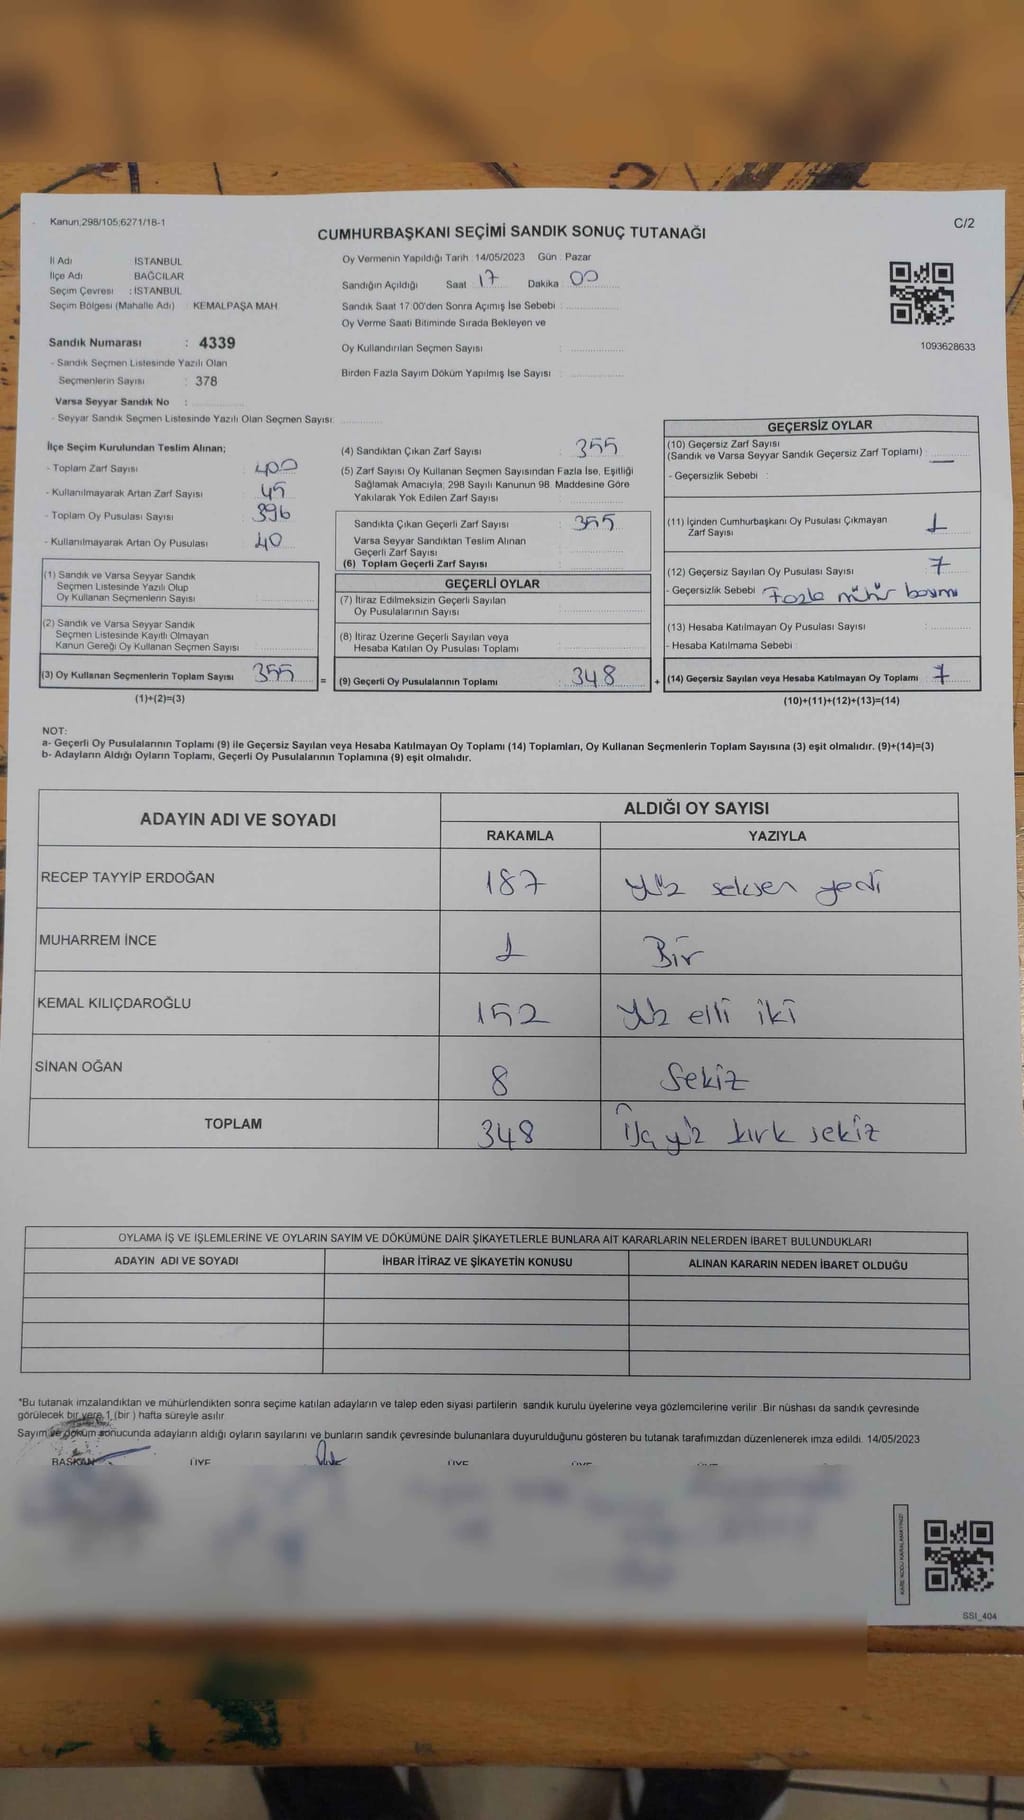 Kanun;298/105;6271/18-1
C/2
CUMHURBAŞKANI SEÇİMİ SANDIK SONUÇ TUTANAĞI
İl Adı İSTANBUL
İlçe Adı BAĞCILAR
Seçim Çevresi : İSTANBUL
Seçim Bölgesi (Mahalle Adı) : KEMALPAŞA MAH
Oy Vermenin Yapıldığı Tarih : 14/05/2023 Gün : Pazar
Sandığın Açıldığı Saat 17 Dakika 00
Sandık Saat 17:00'den Sonra Açımış İse Sebebi :
Oy Verme Saati Bitiminde Sırada Bekleyen ve
Oy Kullandırılan Seçmen Sayısı :
Birden Fazla Sayım Döküm Yapılmış İse Sayısı :
1093628633
Sandık Numarası : 4339
- Sandık Seçmen Listesinde Yazılı Olan
Seçmenlerin Sayısı : 378
Varsa Seyyar Sandık No :
- Seyyar Sandık Seçmen Listesinde Yazılı Olan Seçmen Sayısı:
İlçe Seçim Kurulundan Teslim Alınan;
- Toplam Zarf Sayısı : 400
- Kullanılmayarak Artan Zarf Sayısı : 45
- Toplam Oy Pusulası Sayısı : 396
- Kullanılmayarak Artan Oy Pusulası : 40
(1) Sandık ve Varsa Seyyar Sandık
Seçmen Listesinde Yazılı Olup
Oy Kullanan Seçmenlerin Sayısı :
(2) Sandık ve Varsa Seyyar Sandık
Seçmen Listesinde Kayıtlı Olmayan
Kanun Gereği Oy Kullanan Seçmen Sayısı :
(3) Oy Kullanan Seçmenlerin Toplam Sayısı 355
(1)+(2)=(3)
=
(4) Sandıktan Çıkan Zarf Sayısı : 355
(5) Zarf Sayısı Oy Kullanan Seçmen Sayısından Fazla İse, Eşitliği
Sağlamak Amacıyla; 298 Sayılı Kanunun 98. Maddesine Göre
Yakılarak Yok Edilen Zarf Sayısı :
Sandıkta Çıkan Geçerli Zarf Sayısı : 355
Varsa Seyyar Sandıktan Teslim Alınan
Geçerli Zarf Sayısı :
(6) Toplam Geçerli Zarf Sayısı :
GEÇERLİ OYLAR
(7) İtiraz Edilmeksizin Geçerli Sayılan
Oy Pusulalarının Sayısı :
(8) İtiraz Üzerine Geçerli Sayılan veya
Hesaba Katılan Oy Pusulası Toplamı :
(9) Geçerli Oy Pusulalarının Toplamı : 348
+
GEÇERSİZ OYLAR
(10) Geçersiz Zarf Sayısı
(Sandık ve Varsa Seyyar Sandık Geçersiz Zarf Toplamı) : —
- Geçersizlik Sebebi :
(11) İçinden Cumhurbaşkanı Oy Pusulası Çıkmayan
Zarf Sayısı : 1
(12) Geçersiz Sayılan Oy Pusulası Sayısı : 7
- Geçersizlik Sebebi Fazla mühür basımı
(13) Hesaba Katılmayan Oy Pusulası Sayısı :
- Hesaba Katılmama Sebebi :
(14) Geçersiz Sayılan veya Hesaba Katılmayan Oy Toplamı : 7
(10)+(11)+(12)+(13)=(14)
NOT:
a- Geçerli Oy Pusulalarının Toplamı (9) ile Geçersiz Sayılan veya Hesaba Katılmayan Oy Toplamı (14) Toplamları, Oy Kullanan Seçmenlerin Toplam Sayısına (3) eşit olmalıdır. (9)+(14)=(3)
b- Adayların Aldığı Oyların Toplamı, Geçerli Oy Pusulalarının Toplamına (9) eşit olmalıdır.
ADAYIN ADI VE SOYADI ALDIĞI OY SAYISI
RAKAMLA YAZIYLA
RECEP TAYYİP ERDOĞAN 187 Yüz seksen yedi
MUHARREM İNCE 1 Bir
KEMAL KILIÇDAROĞLU 152 Yüz elli iki
SİNAN OĞAN 8 Sekiz
TOPLAM 348 Üç yüz kırk sekiz
OYLAMA İŞ VE İŞLEMLERİNE VE OYLARIN SAYIM VE DÖKÜMÜNE DAİR ŞİKAYETLERLE BUNLARA AİT KARARLARIN NELERDEN İBARET BULUNDUKLARI
ADAYIN ADI VE SOYADI İHBAR İTİRAZ VE ŞİKAYETİN KONUSU ALINAN KARARIN NEDEN İBARET OLDUĞU
*Bu tutanak imzalandıktan ve mühürlendikten sonra seçime katılan adayların ve talep eden siyası partilerin sandık kurulu üyelerine veya gözlemcilerine verilir .Bir nüshası da sandık çevresinde
görülecek bir yere 1 (bir ) hafta süreyle asılır
Sayım ve döküm sonucunda adayların aldığı oyların sayılarını ve bunların sandık çevresinde bulunanlara duyurulduğunu gösteren bu tutanak tarafımızdan düzenlenerek imza edildi. 14/05/2023
BAŞKAN ÜYE ÜYE ÜYE ÜYE
KARE KODU KARALAMAYINIZ!
SSI_404